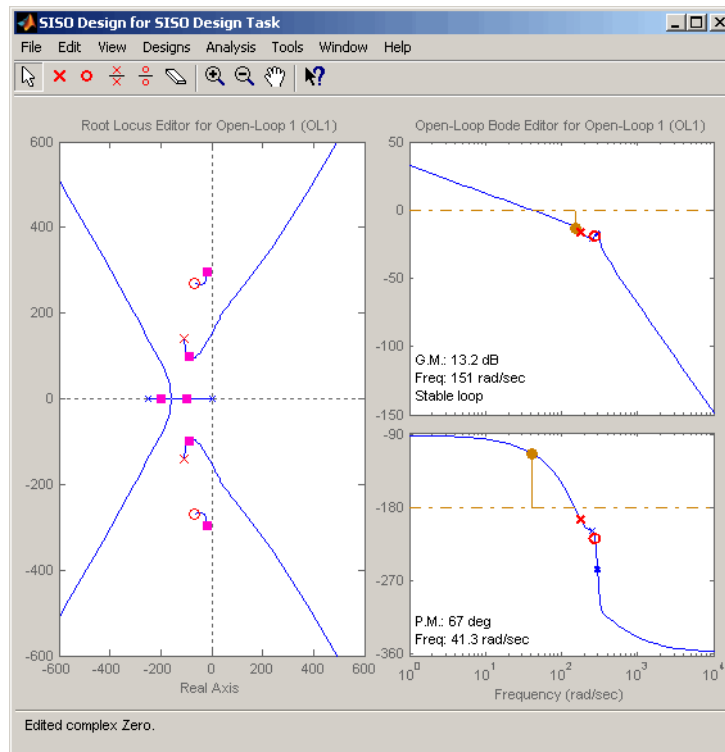 SISO Design for SISO Design Task
File Edit View Designs Analysis Tools Window Help
Root Locus Editor for Open-Loop 1 (OL1)
600
400
200
0
-200
-400
-600
-600 -400 -200 0 200 400 600
Real Axis
Open-Loop Bode Editor for Open-Loop 1 (OL1)
50
0
-50
-100
-150
G.M.: 13.2 dB
Freq: 151 rad/sec
Stable loop
-90
-180
-270
-360
P.M.: 67 deg
Freq: 41.3 rad/sec
10^0 10^1 10^2 10^3 10^4
Frequency (rad/sec)
Edited complex Zero.